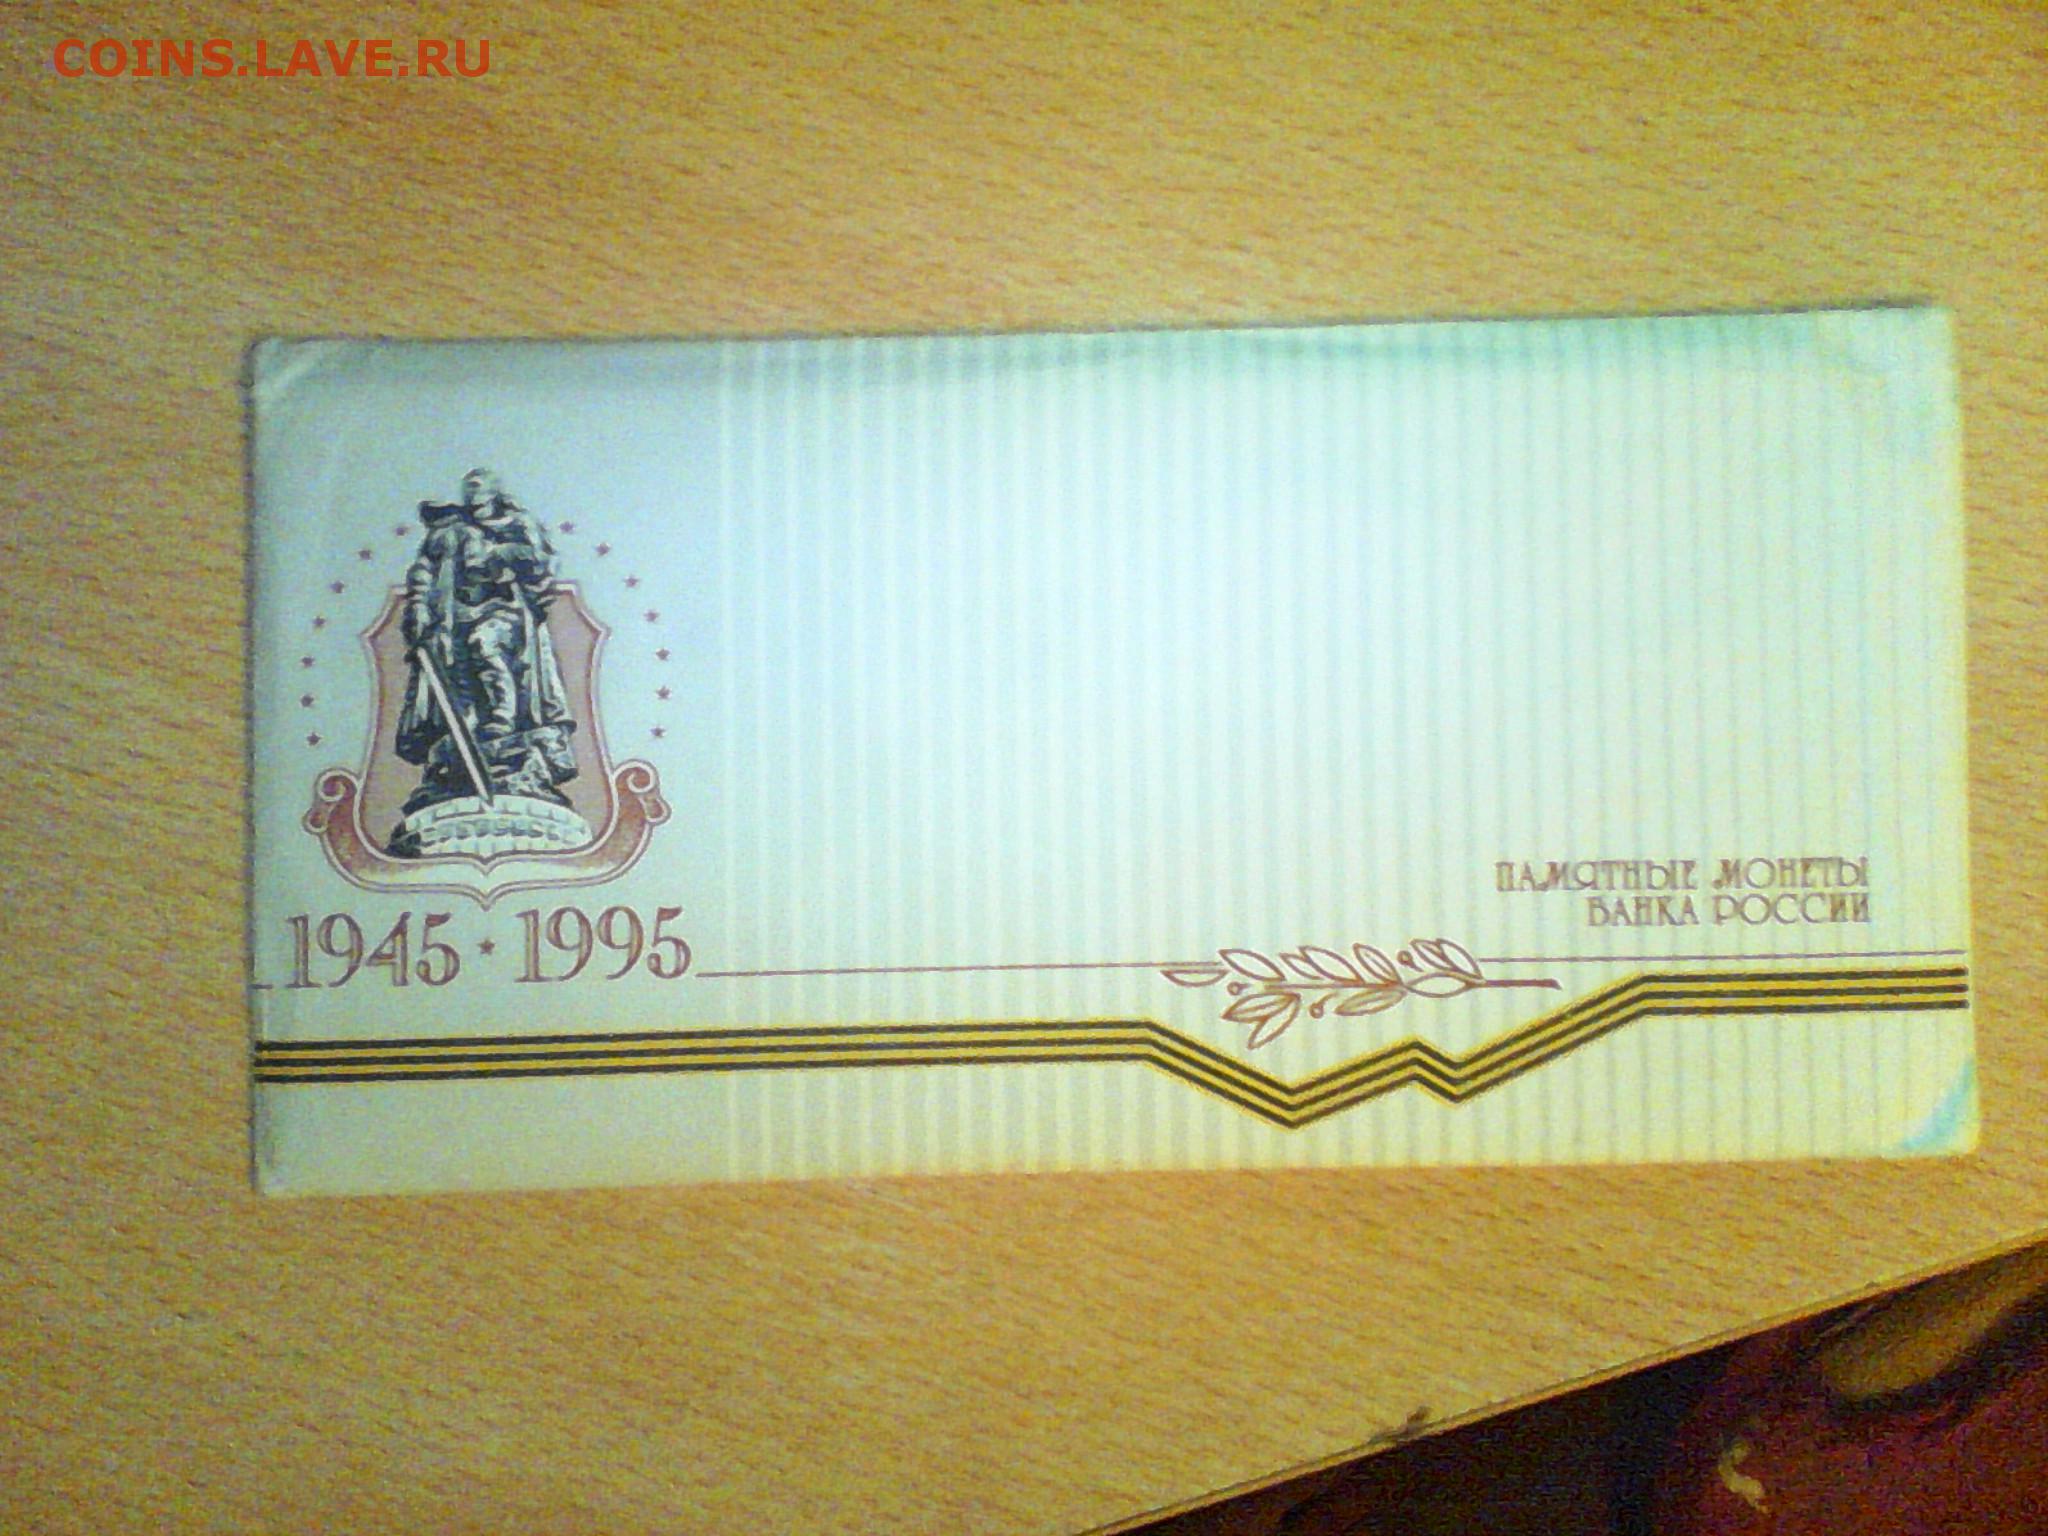 COINS.LAVE.RU
1945 * 1995
ПАМЯТНЫЕ МОНЕТЫ
БАНКА РОССИИ